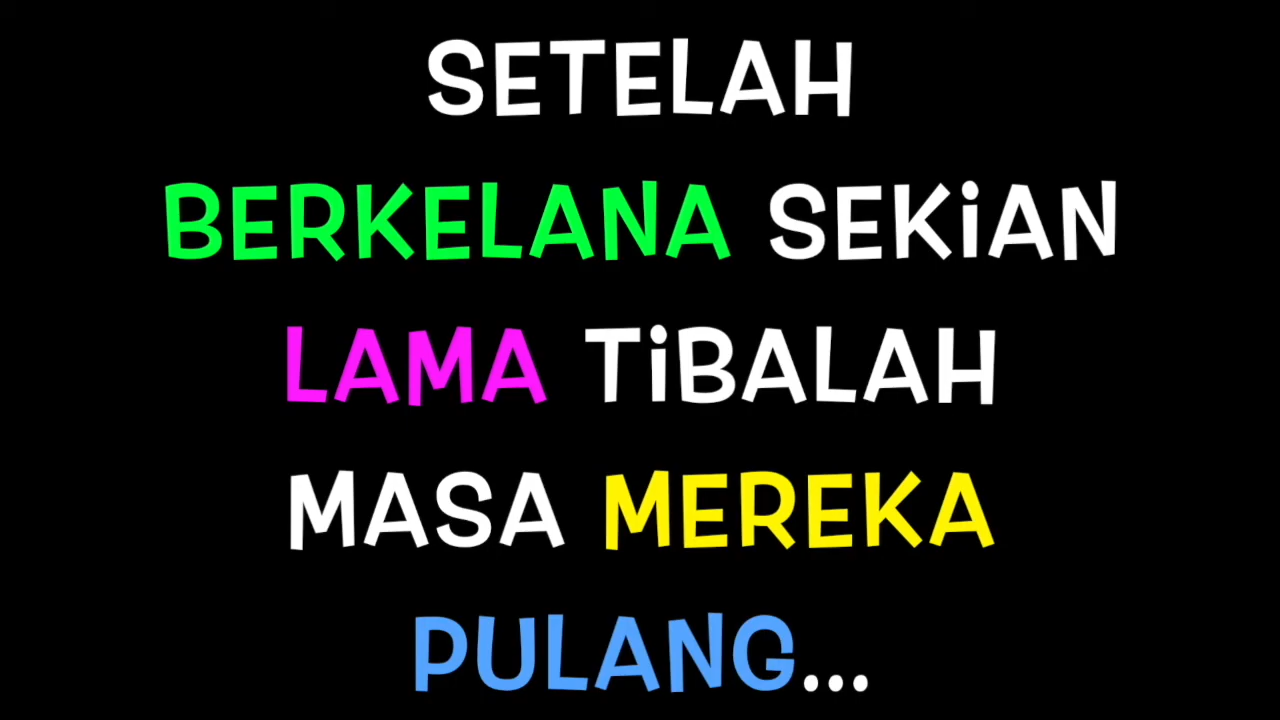 SETELAH
BERKELANA SEKiAN
LAMA TiBALAH
MASA MEREKA
PULANG...